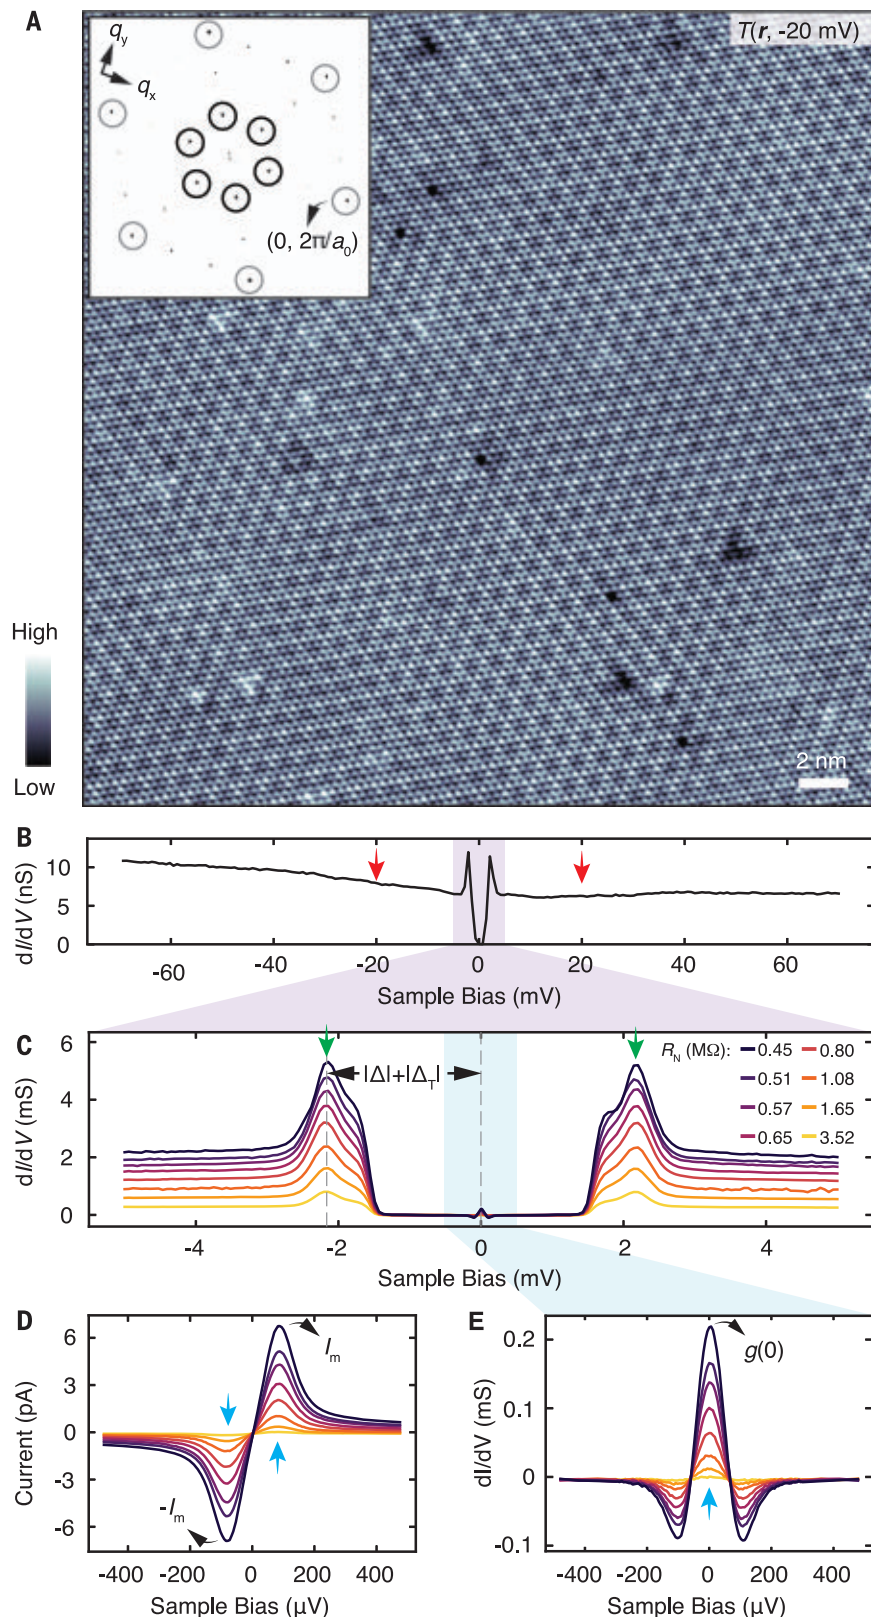 A
T(r, -20 mV)
qy
qx
(0, 2π/a0)
High
Low
2 nm
B
dI/dV (nS)
10
5
0
-60
-40
-20
0
20
40
60
Sample Bias (mV)
C
dI/dV (mS)
6
4
2
0
|Δ|+|ΔT|
RN (MΩ):
0.45
0.80
0.51
1.08
0.57
1.65
0.65
3.52
-4
-2
0
2
4
Sample Bias (mV)
D
Current (pA)
6
3
0
-3
-6
Im
-Im
-400
-200
0
200
400
Sample Bias (µV)
E
dI/dV (mS)
0.2
0.1
0
-0.1
g(0)
-400
-200
0
200
400
Sample Bias (µV)